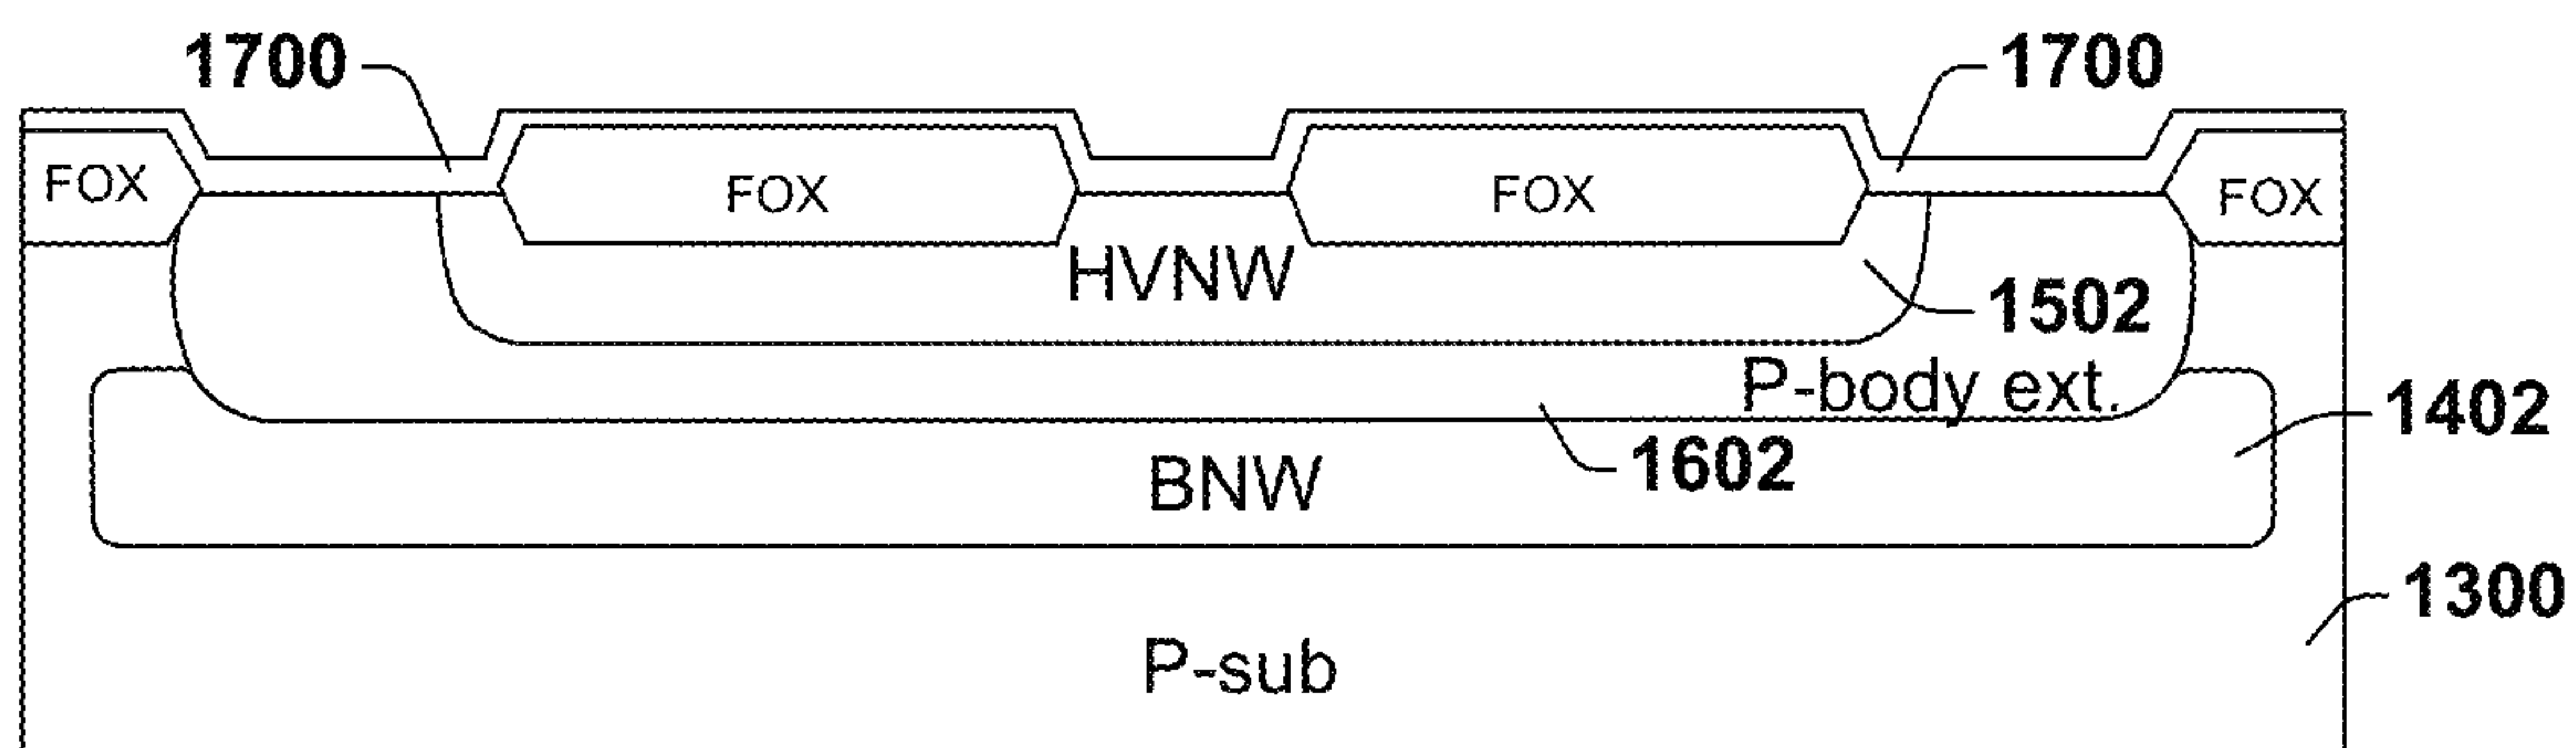 1700 1700
FOX FOX FOX FOX
HVNW
1502
P-body ext.
1402
1602
BNW
1300
P-sub